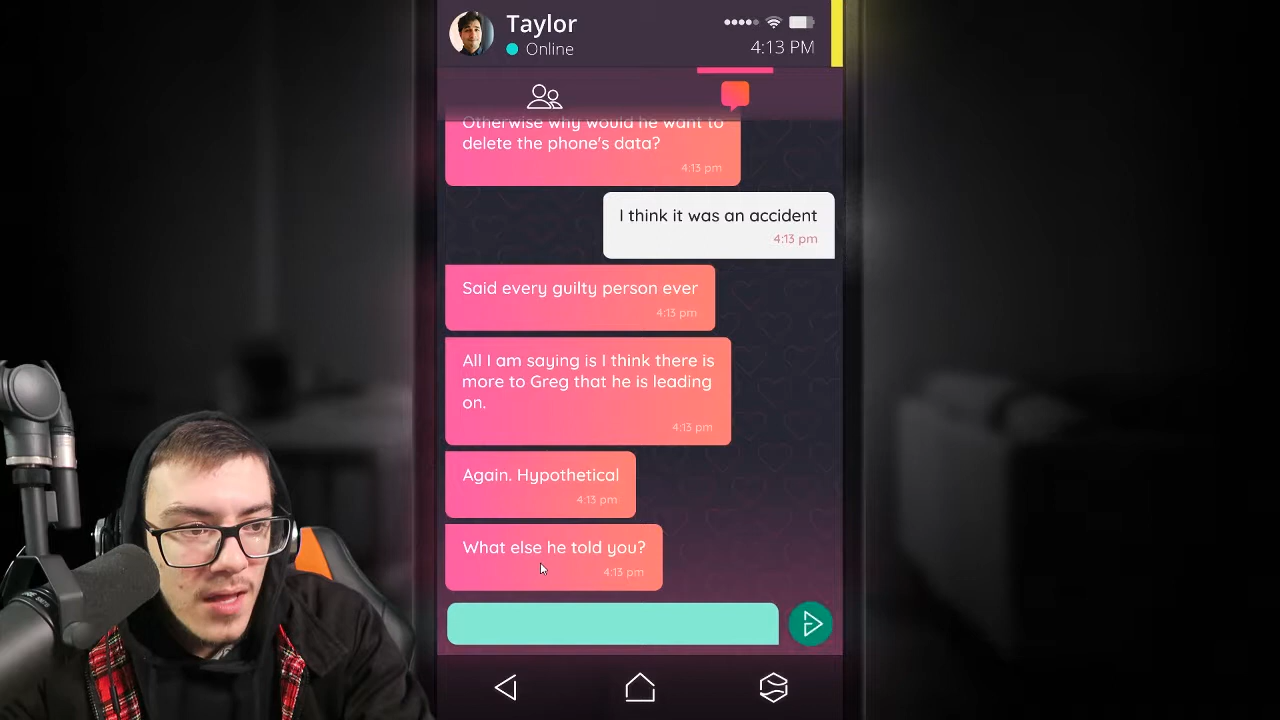 Taylor
Online
4:13 PM
Otherwise why would he want to
delete the phone's data?
4:13 pm
I think it was an accident
4:13 pm
Said every guilty person ever
4:13 pm
All I am saying is I think there is
more to Greg that he is leading
on.
4:13 pm
Again. Hypothetical
4:13 pm
What else he told you?
4:13 pm